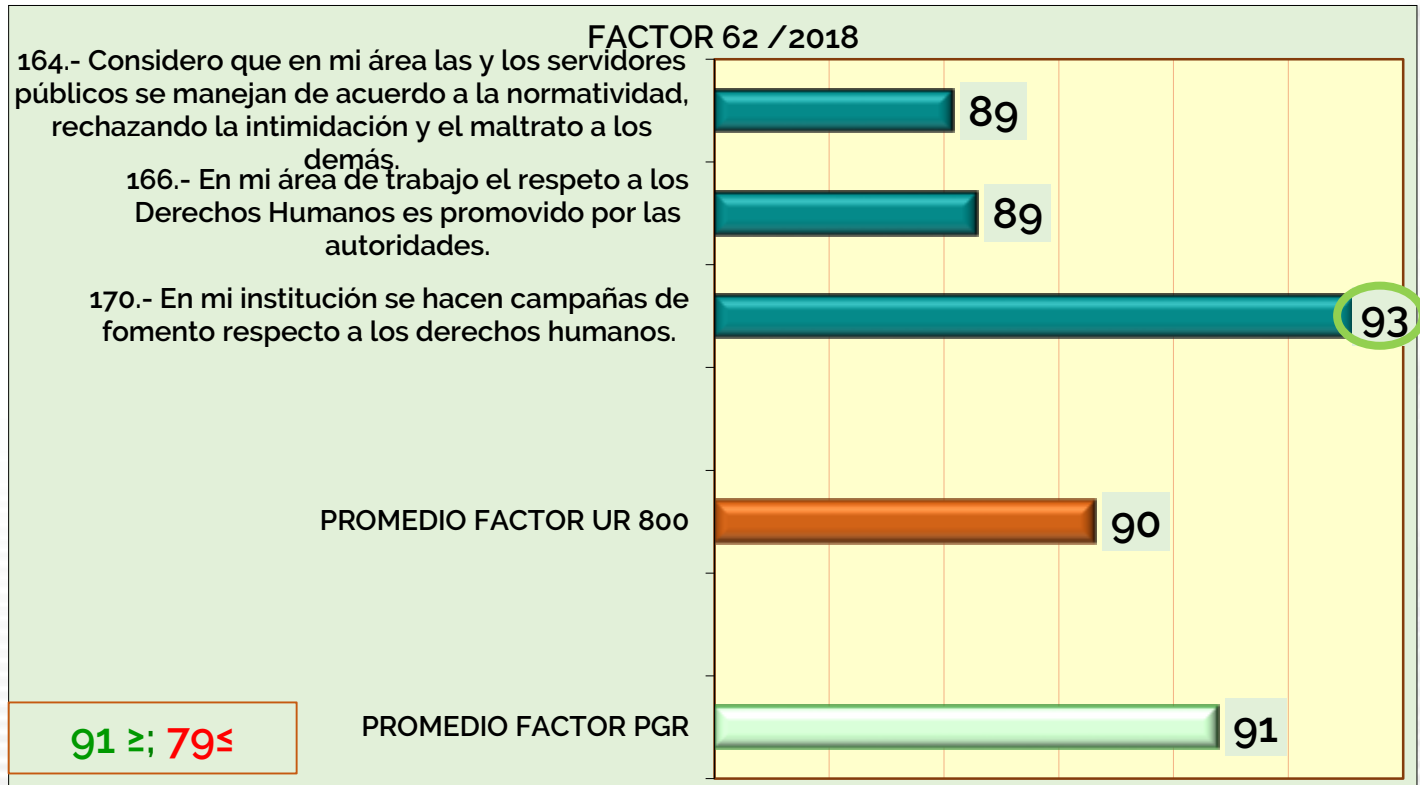 FACTOR 62 /2018
164.- Considero que en mi área las y los servidores
públicos se manejan de acuerdo a la normatividad,
rechazando la intimidación y el maltrato a los
demás.
89
166.- En mi área de trabajo el respeto a los
Derechos Humanos es promovido por las
autoridades.
89
170.- En mi institución se hacen campañas de
fomento respecto a los derechos humanos.
93
PROMEDIO FACTOR UR 800
90
PROMEDIO FACTOR PGR
91
91 ≥; 79≤